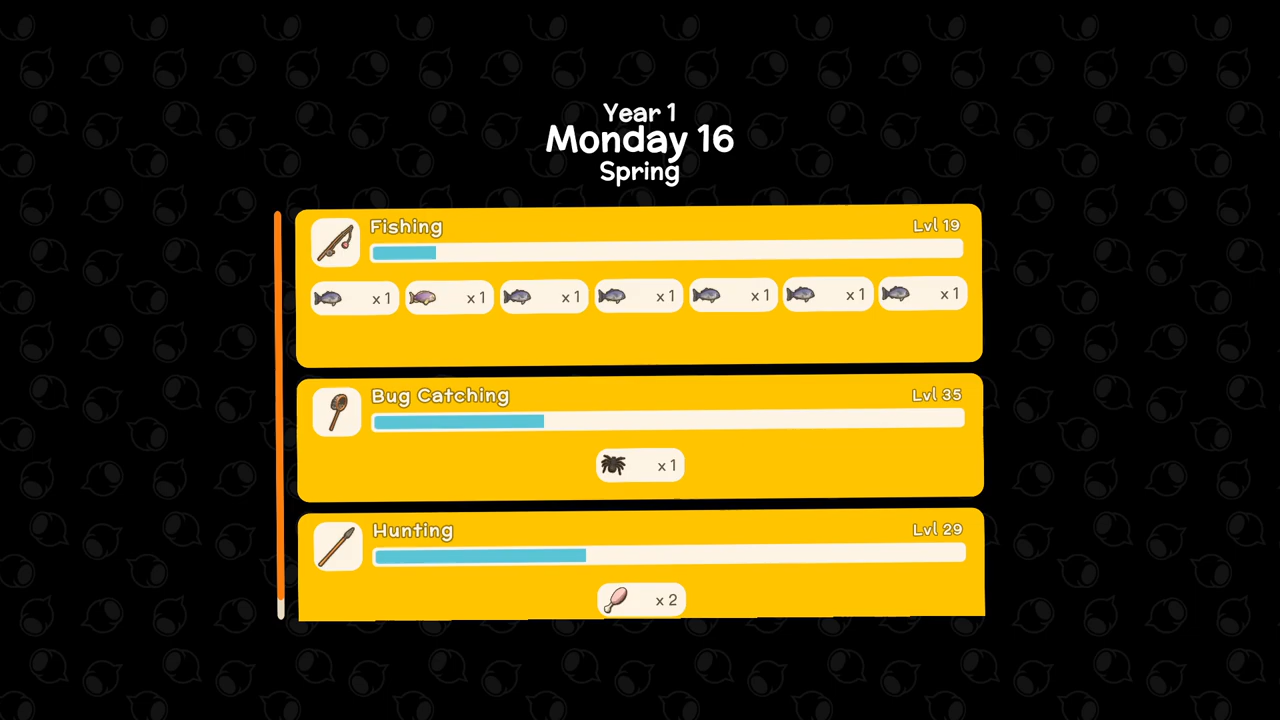 Year 1
Monday 16
Spring
Fishing Lvl 19
x 1 x 1 x 1 x 1 x 1 x 1 x 1
Bug Catching Lvl 35
x 1
Hunting Lvl 29
x 2